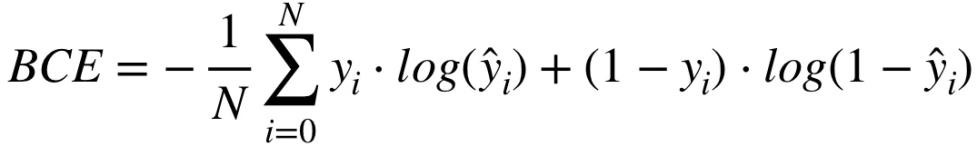 BCE = − 1/N ∑_{i=0}^{N} y_i · log(ŷ_i) + (1 − y_i) · log(1 − ŷ_i)